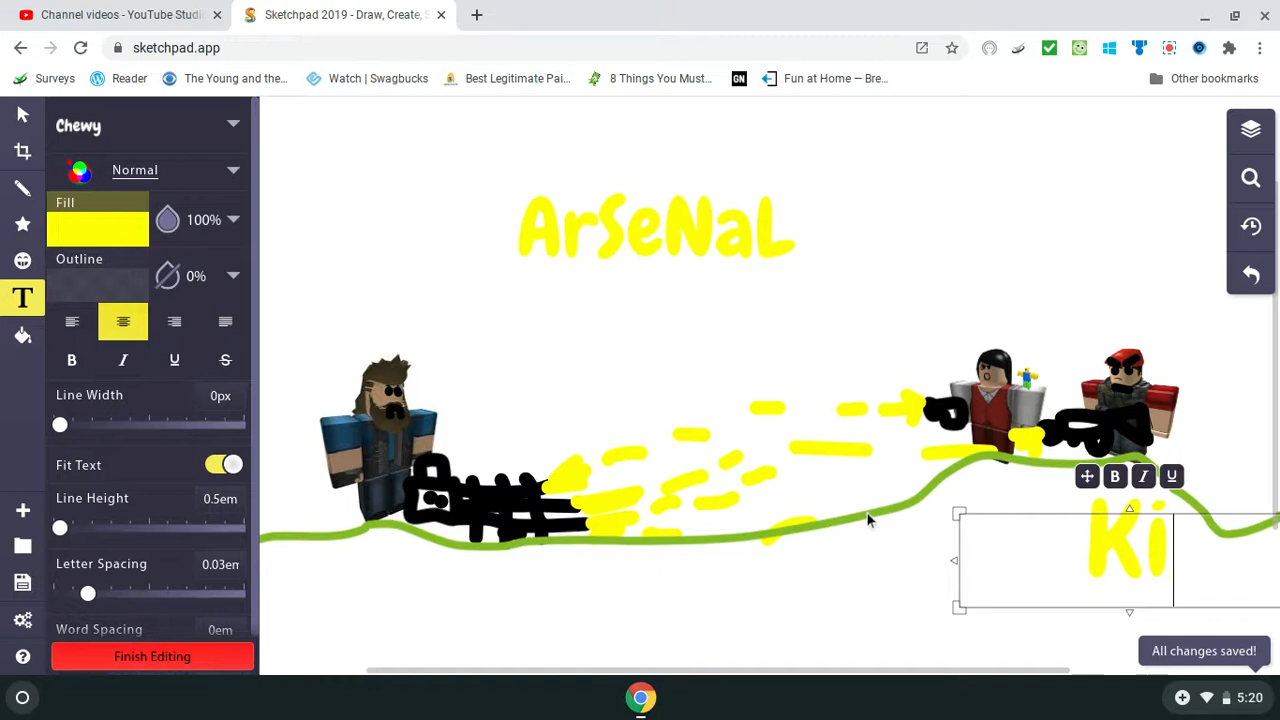 Channel videos - YouTube Studi
Sketchpad 2019 - Draw, Create, S
sketchpad.app
Surveys
Reader
The Young and the...
Watch | Swagbucks
Best Legitimate Pai...
8 Things You Must...
GN
Fun at Home — Bre...
Other bookmarks
Chewy
Normal
Fill
100%
Outline
0%
B I U S
Line Width 0px
Fit Text
Line Height 0.5em
Letter Spacing 0.03em
Word Spacing 0em
Finish Editing
T
ArSeNaL
B I U
Ki
All changes saved!
5:20